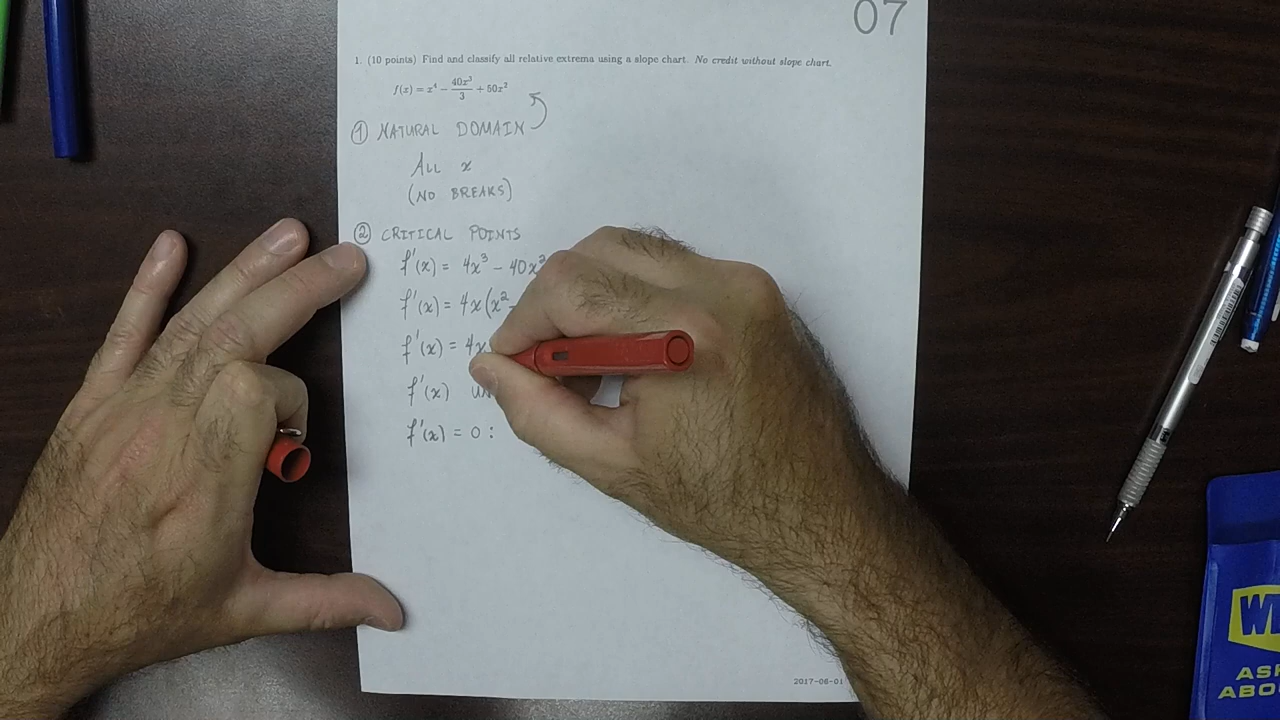 07
1. (10 points) Find and classify all relative extrema using a slope chart. No credit without slope chart.
f(x) = x⁴ − 40x³/3 + 50x²
① NATURAL DOMAIN
ALL x
(NO BREAKS)
② CRITICAL POINTS
f'(x) = 4x³ − 40x²
f'(x) = 4x(x² −
f'(x) = 4x
f'(x)
f'(x) = 0 :
2017-06-01